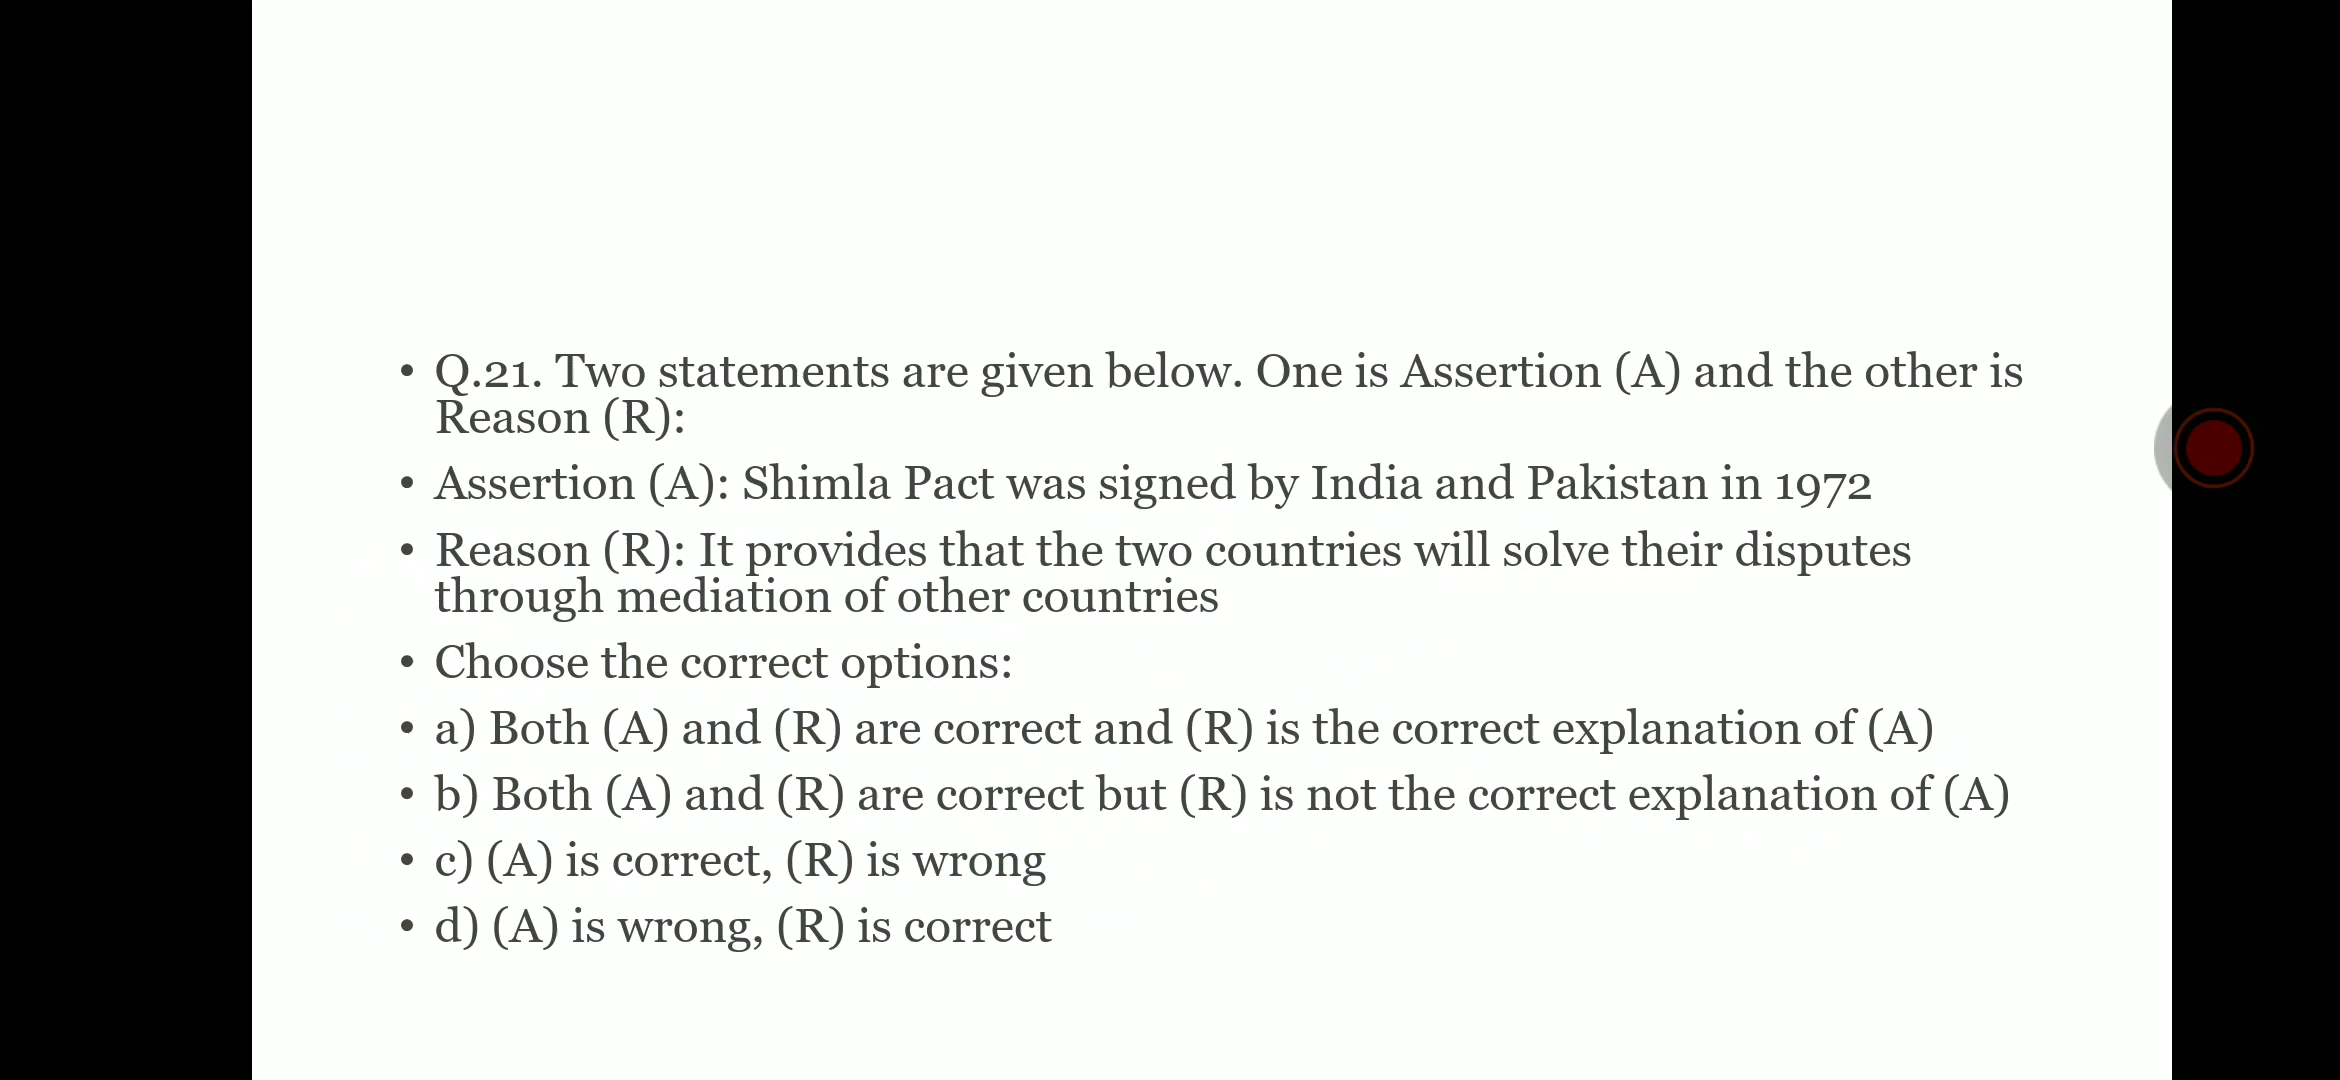 • Q.21. Two statements are given below. One is Assertion (A) and the other is
Reason (R):
• Assertion (A): Shimla Pact was signed by India and Pakistan in 1972
• Reason (R): It provides that the two countries will solve their disputes
through mediation of other countries
• Choose the correct options:
• a) Both (A) and (R) are correct and (R) is the correct explanation of (A)
• b) Both (A) and (R) are correct but (R) is not the correct explanation of (A)
• c) (A) is correct, (R) is wrong
• d) (A) is wrong, (R) is correct